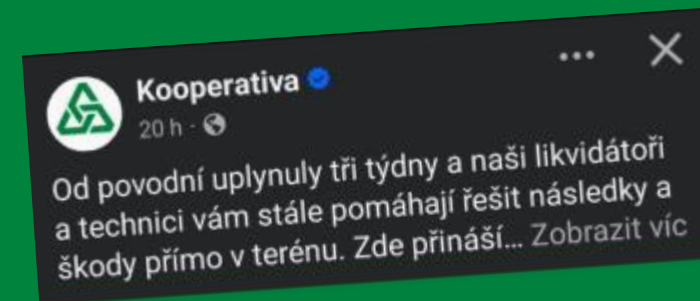 Kooperativa
20 h ·
Od povodní uplynuly tři týdny a naši likvidátoři
a technici vám stále pomáhají řešit následky a
škody přímo v terénu. Zde přináší... Zobrazit víc